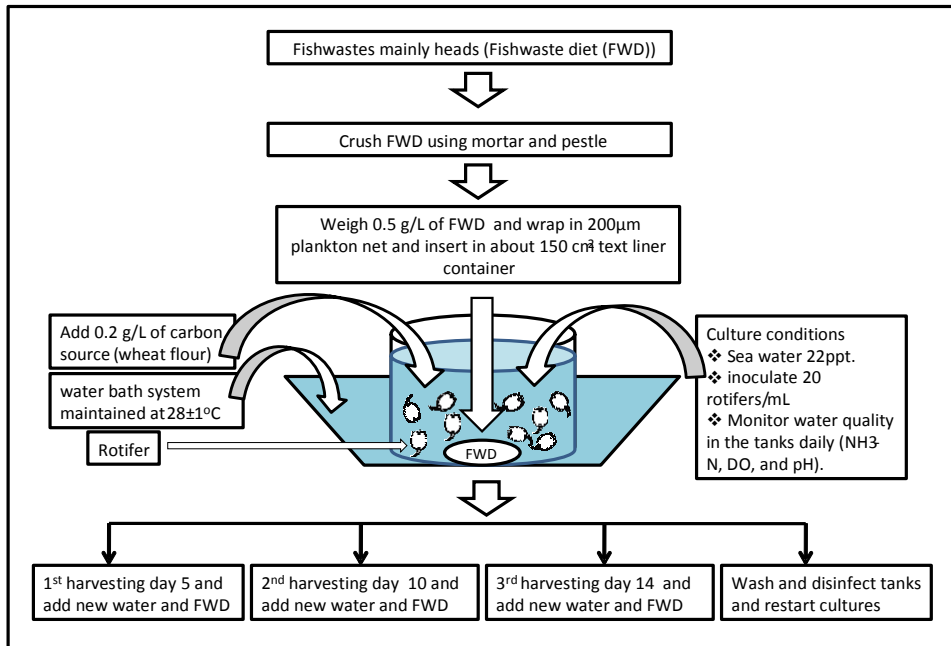 Fishwastes mainly heads (Fishwaste diet (FWD))
Crush FWD using mortar and pestle
Weigh 0.5 g/L of FWD and wrap in 200µm
plankton net and insert in about 150 cm² text liner
container
Add 0.2 g/L of carbon
source (wheat flour)
water bath system
maintained at 28±1°C
Rotifer
FWD
Culture conditions
❖ Sea water 22ppt.
❖ inoculate 20
rotifers/mL
❖ Monitor water quality
in the tanks daily (NH3-
N, DO, and pH).
1st harvesting day 5 and
add new water and FWD
2nd harvesting day 10 and
add new water and FWD
3rd harvesting day 14 and
add new water and FWD
Wash and disinfect tanks
and restart cultures